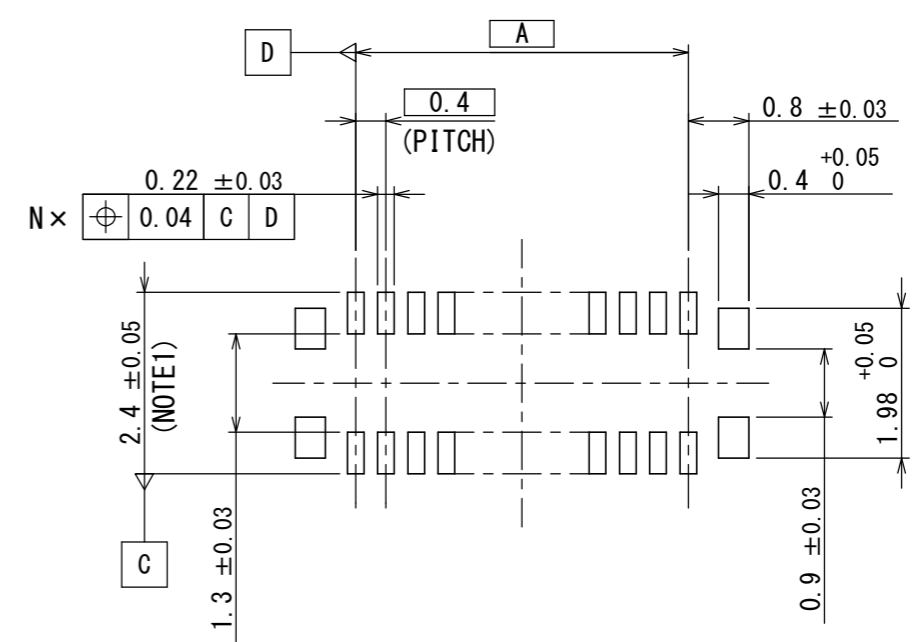 D
A
0.4
(PITCH)
0.8 ±0.03
+0.05
0.4 0
0.22 ±0.03
N× ⌖ 0.04 C D
2.4 ±0.05
(NOTE1)
C
1.3 ±0.03
+0.05
1.98 0
0.9 ±0.03